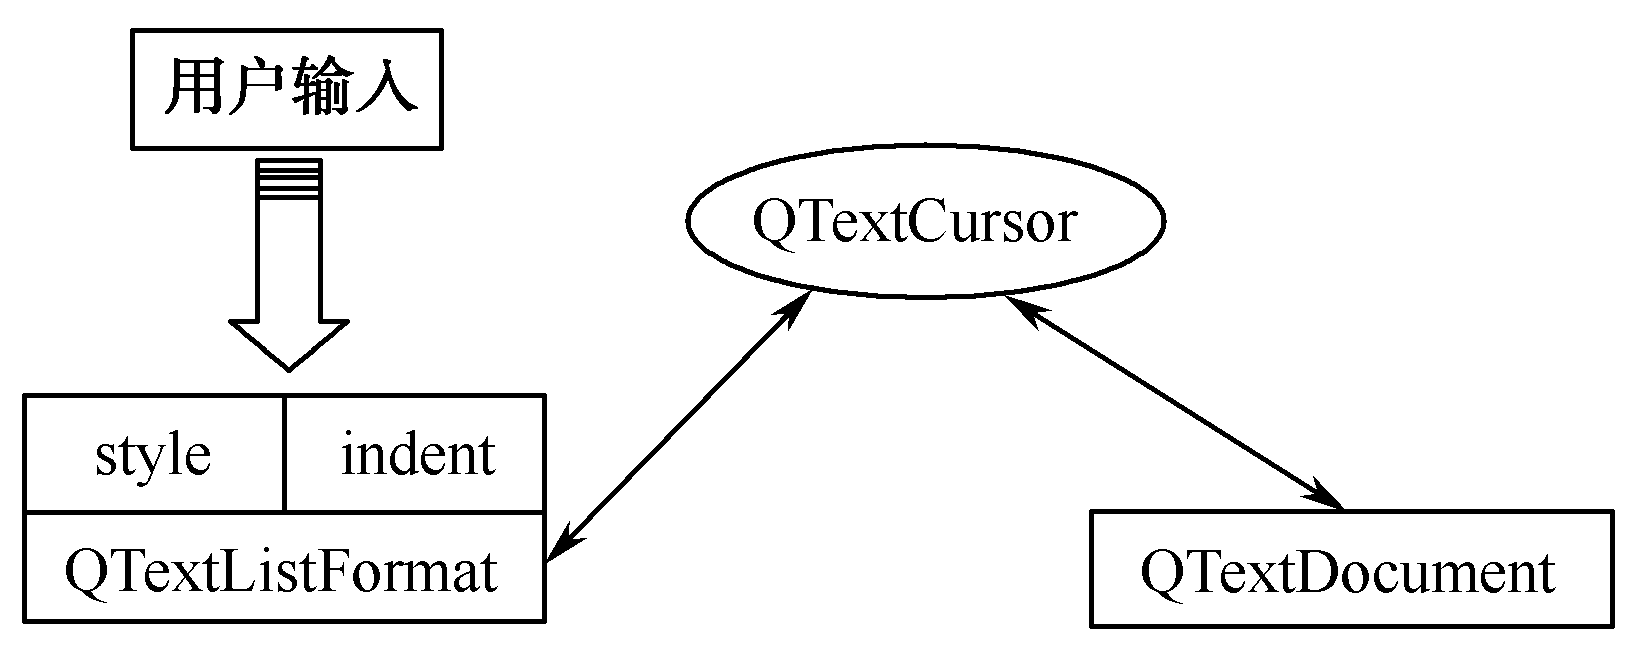 用户输入
QTextCursor
style
indent
QTextListFormat
QTextDocument